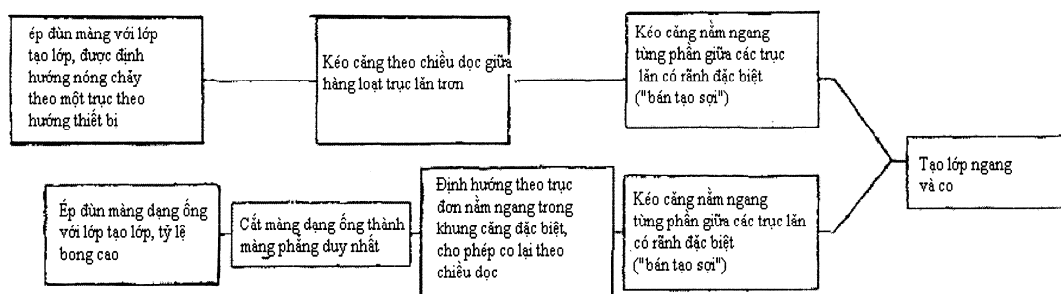 ép đùn màng với lớp
tạo lớp, được định
hướng nóng chảy
theo một trục theo
hướng thiết bị
Kéo căng theo chiều dọc giữa
hàng loạt trục lăn trơn
Kéo căng nằm ngang
từng phần giữa các trục
lăn có rãnh đặc biệt
("bán tạo sợi")
Tạo lớp ngang
và co
Ép đùn màng dạng ống
với lớp tạo lớp, tỷ lệ
bong cao
Cắt màng dạng ống thành
màng phẳng duy nhất
Định hướng theo trục
đơn nằm ngang trong
khung căng đặc biệt,
cho phép co lại theo
chiều dọc
Kéo căng nằm ngang
từng phần giữa các trục lăn
có rãnh đặc biệt
("bán tạo sợi")